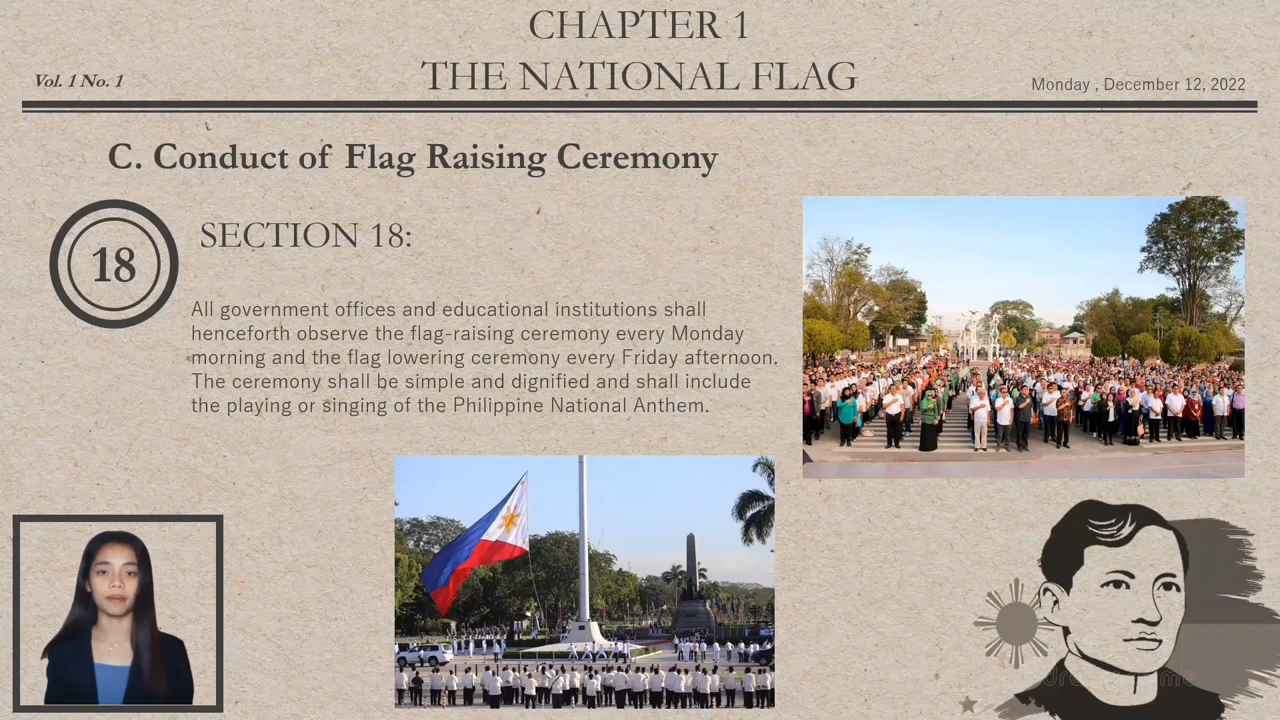 CHAPTER 1
THE NATIONAL FLAG
Vol. 1 No. 1
Monday , December 12, 2022
C. Conduct of Flag Raising Ceremony
18
SECTION 18:
All government offices and educational institutions shall
henceforth observe the flag-raising ceremony every Monday
morning and the flag lowering ceremony every Friday afternoon.
The ceremony shall be simple and dignified and shall include
the playing or singing of the Philippine National Anthem.